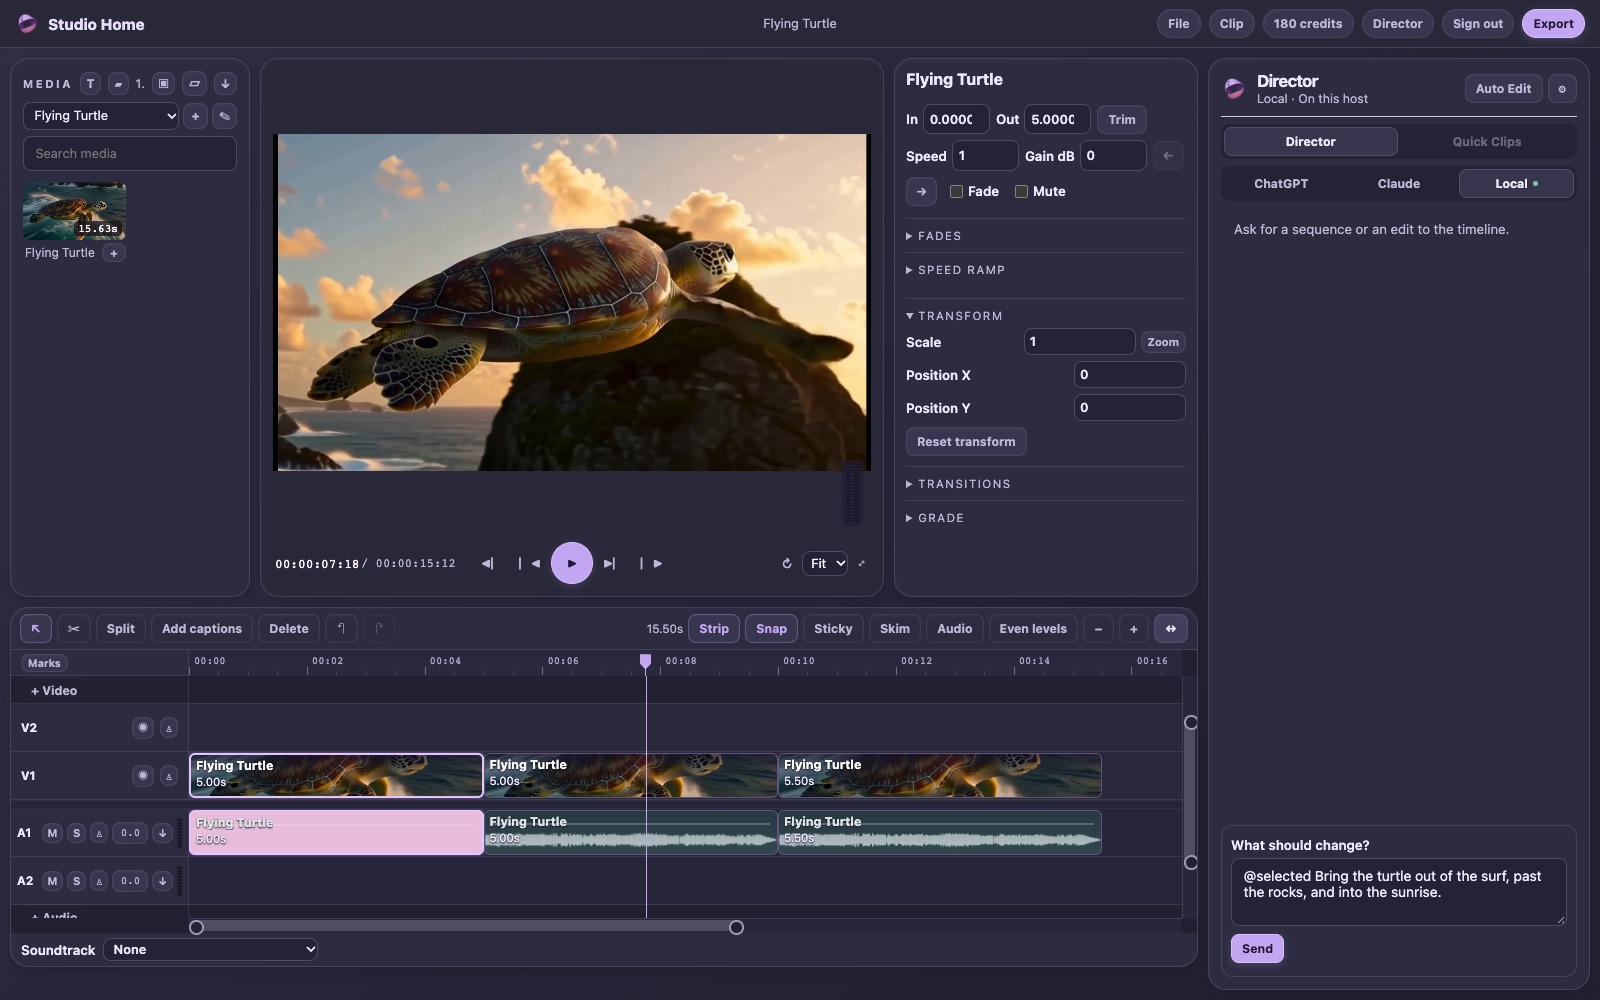 Studio Home
Flying Turtle
File
Clip
180 credits
Director
Sign out
Export
MEDIA
T
1.
Flying Turtle
+
Search media
15.63s
Flying Turtle
+
00:00:07:18 / 00:00:15:12
Fit
Flying Turtle
In 0.0000 Out 5.0000 Trim
Speed 1 Gain dB 0
Fade
Mute
FADES
SPEED RAMP
TRANSFORM
Scale 1 Zoom
Position X 0
Position Y 0
Reset transform
TRANSITIONS
GRADE
Director
Local · On this host
Auto Edit
Director
Quick Clips
ChatGPT
Claude
Local
Ask for a sequence or an edit to the timeline.
What should change?
@selected Bring the turtle out of the surf, past
the rocks, and into the sunrise.
Send
Split
Add captions
Delete
15.50s
Strip
Snap
Sticky
Skim
Audio
Even levels
−
+
Marks
00:00 00:02 00:04 00:06 00:08 00:10 00:12 00:14 00:16
+ Video
V2
V1
Flying Turtle
5.00s
Flying Turtle
5.00s
Flying Turtle
5.50s
A1 M S 0.0
Flying Turtle
5.00s
Flying Turtle
5.00s
Flying Turtle
5.50s
A2 M S 0.0
+ Audio
Soundtrack None